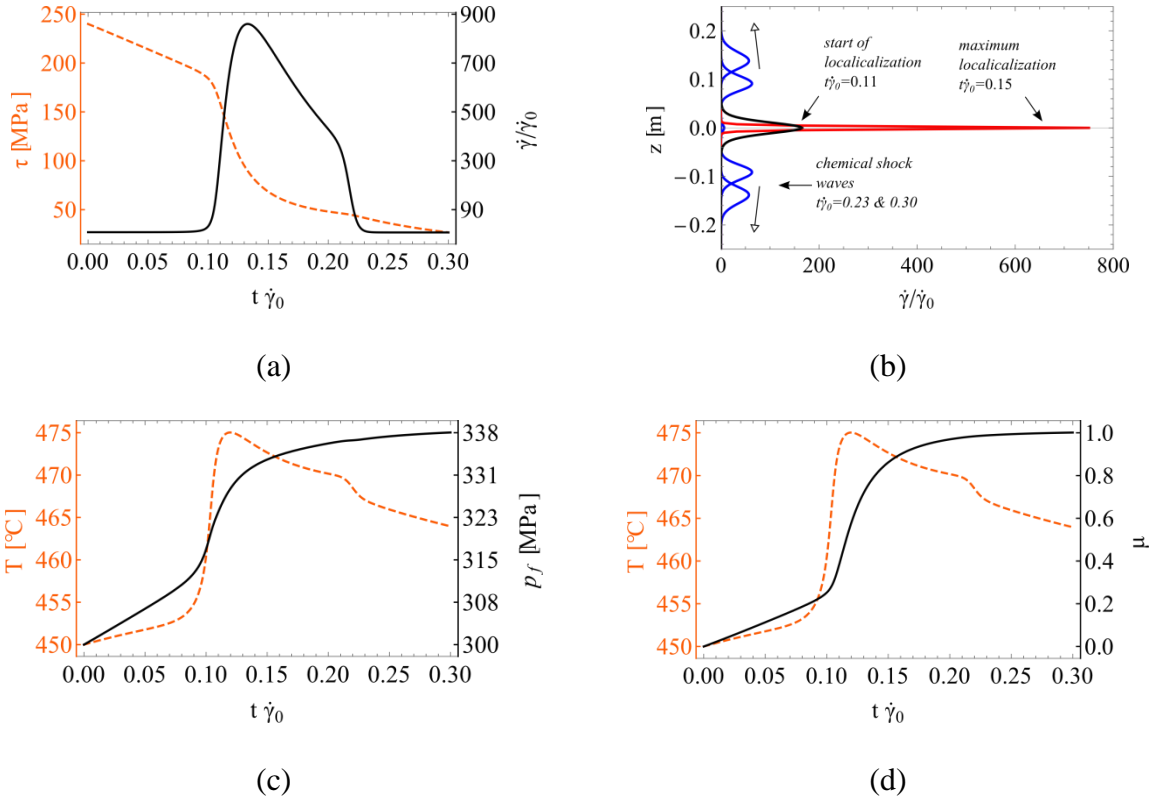 250
200
150
100
50
τ [MPa]
900
700
500
300
90
γ̇/γ̇0
0.00 0.05 0.10 0.15 0.20 0.25 0.30
t γ̇0
(a)
0.2
0.1
0.0
−0.1
−0.2
z [m]
start of
localicalization
tγ̇0=0.11
maximum
localicalization
tγ̇0=0.15
chemical shock
waves
tγ̇0=0.23 & 0.30
0 200 400 600 800
γ̇/γ̇0
(b)
475
470
465
460
455
450
T [°C]
338
331
323
315
308
300
pf [MPa]
0.00 0.05 0.10 0.15 0.20 0.25 0.30
t γ̇0
(c)
475
470
465
460
455
450
T [°C]
1.0
0.8
0.6
0.4
0.2
0.0
μ
0.00 0.05 0.10 0.15 0.20 0.25 0.30
t γ̇0
(d)